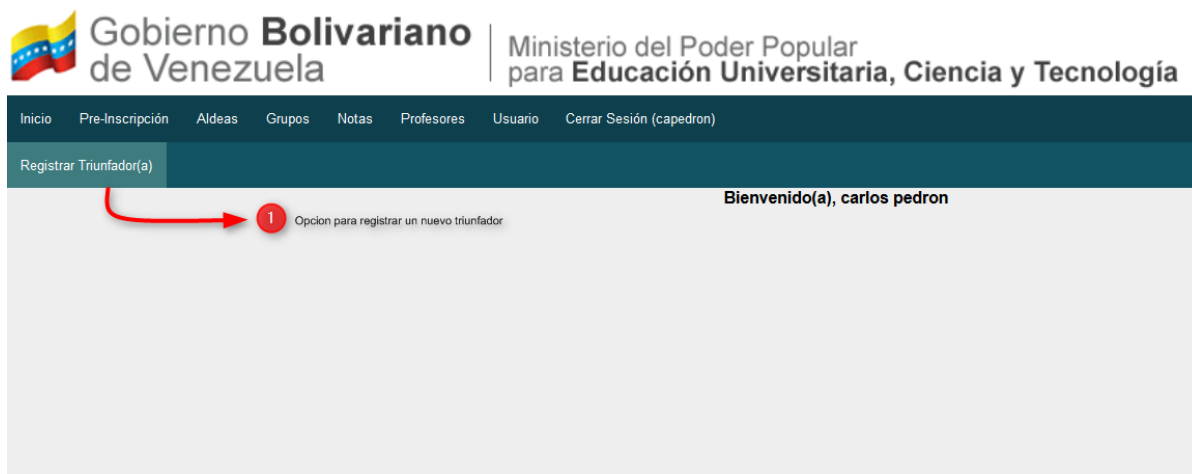 Gobierno Bolivariano
de Venezuela
Ministerio del Poder Popular
para Educación Universitaria, Ciencia y Tecnología
Inicio Pre-Inscripción Aldeas Grupos Notas Profesores Usuario Cerrar Sesión (capedron)
Registrar Triunfador(a)
Bienvenido(a), carlos pedron
1 Opcion para registrar un nuevo triunfador